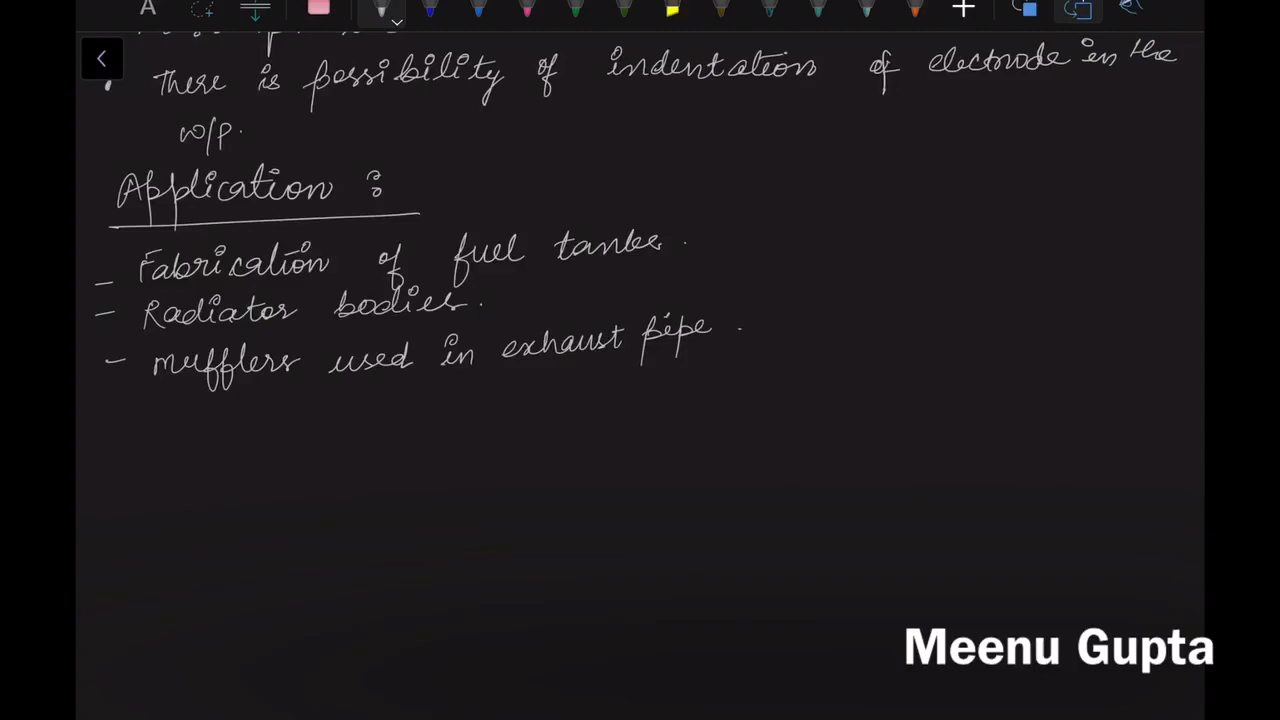 • There is possibility of indentation of electrode in the
w/p.
Application :
- Fabrication of fuel tanks.
- Radiator bodies.
- mufflers used in exhaust pipe.
Meenu Gupta